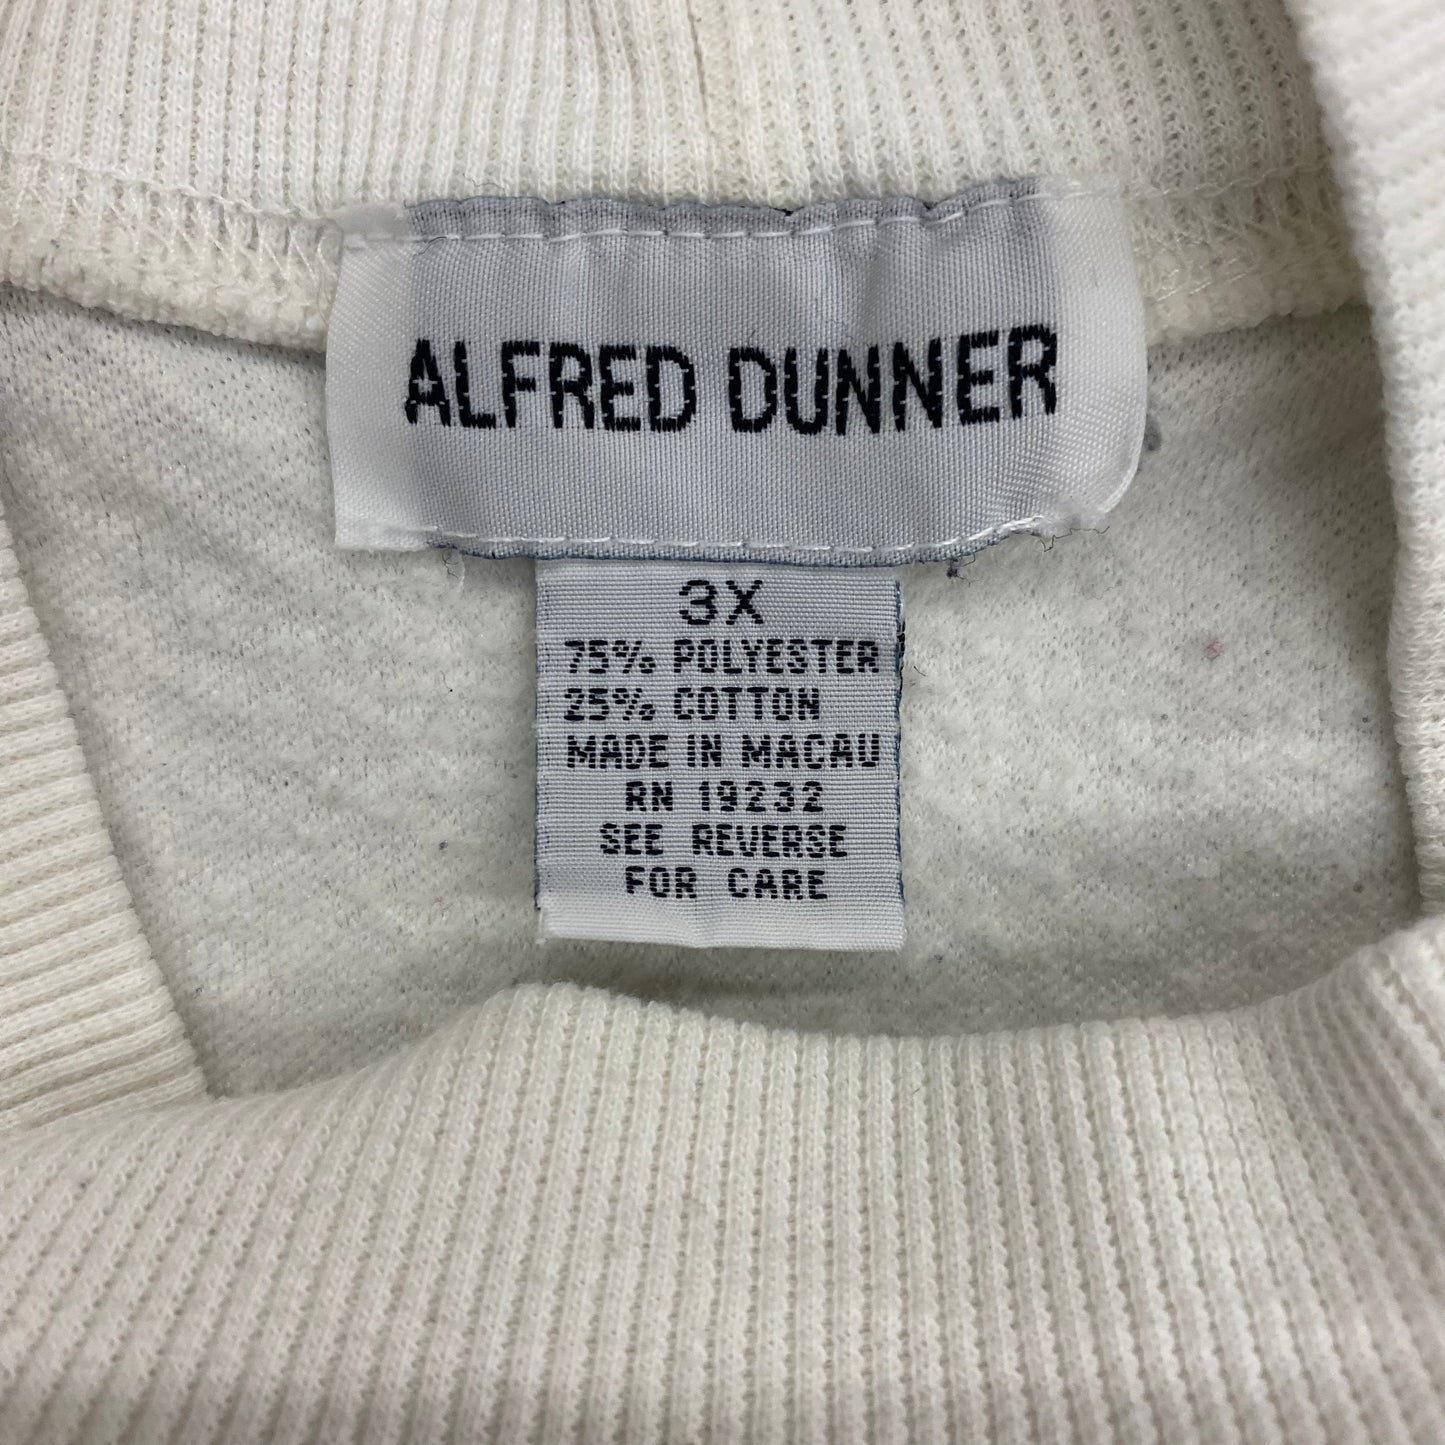 ALFRED DUNNER
3X
75% POLYESTER
25% COTTON
MADE IN MACAU
RN 19232
SEE REVERSE
FOR CARE